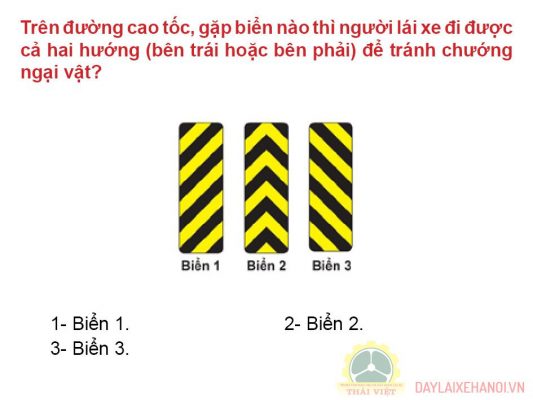 Trên đường cao tốc, gặp biển nào thì người lái xe đi được
cả hai hướng (bên trái hoặc bên phải) để tránh chướng
ngại vật?
Biển 1 Biển 2 Biển 3
1- Biển 1. 2- Biển 2.
3- Biển 3.
THÁI VIỆT
DAYLAIXEHANOI.VN